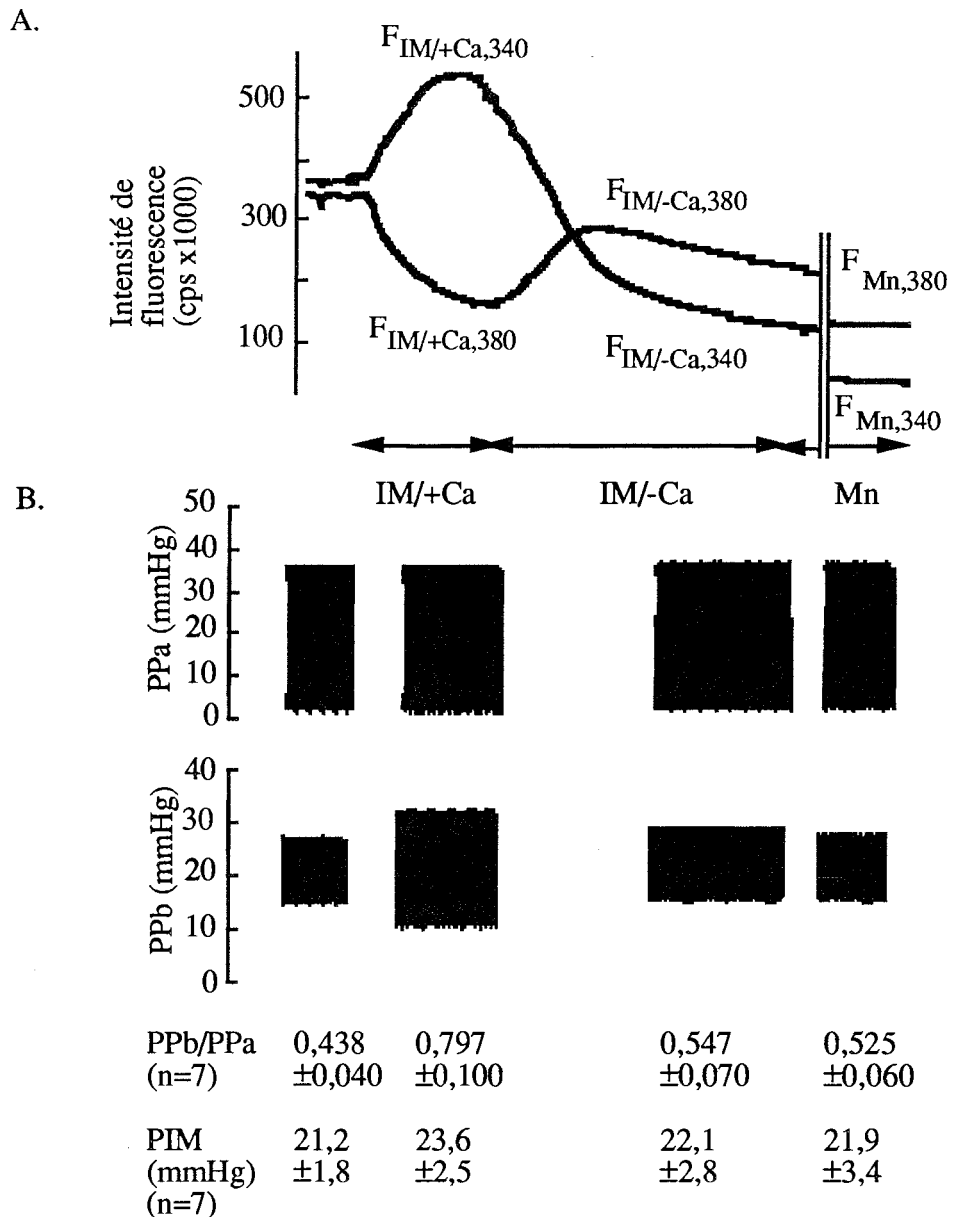 A.
F_IM/+Ca,340
500
300
100
Intensité de
fluorescence
(cps x1000)
F_IM/-Ca,380
F_Mn,380
F_IM/+Ca,380
F_IM/-Ca,340
F_Mn,340
IM/+Ca IM/-Ca Mn
B.
50
40
30
20
10
0
PPa (mmHg)
40
30
20
10
0
PPb (mmHg)
PPb/PPa 0,438 0,797 0,547 0,525
(n=7) ±0,040 ±0,100 ±0,070 ±0,060
PIM 21,2 23,6 22,1 21,9
(mmHg) ±1,8 ±2,5 ±2,8 ±3,4
(n=7)